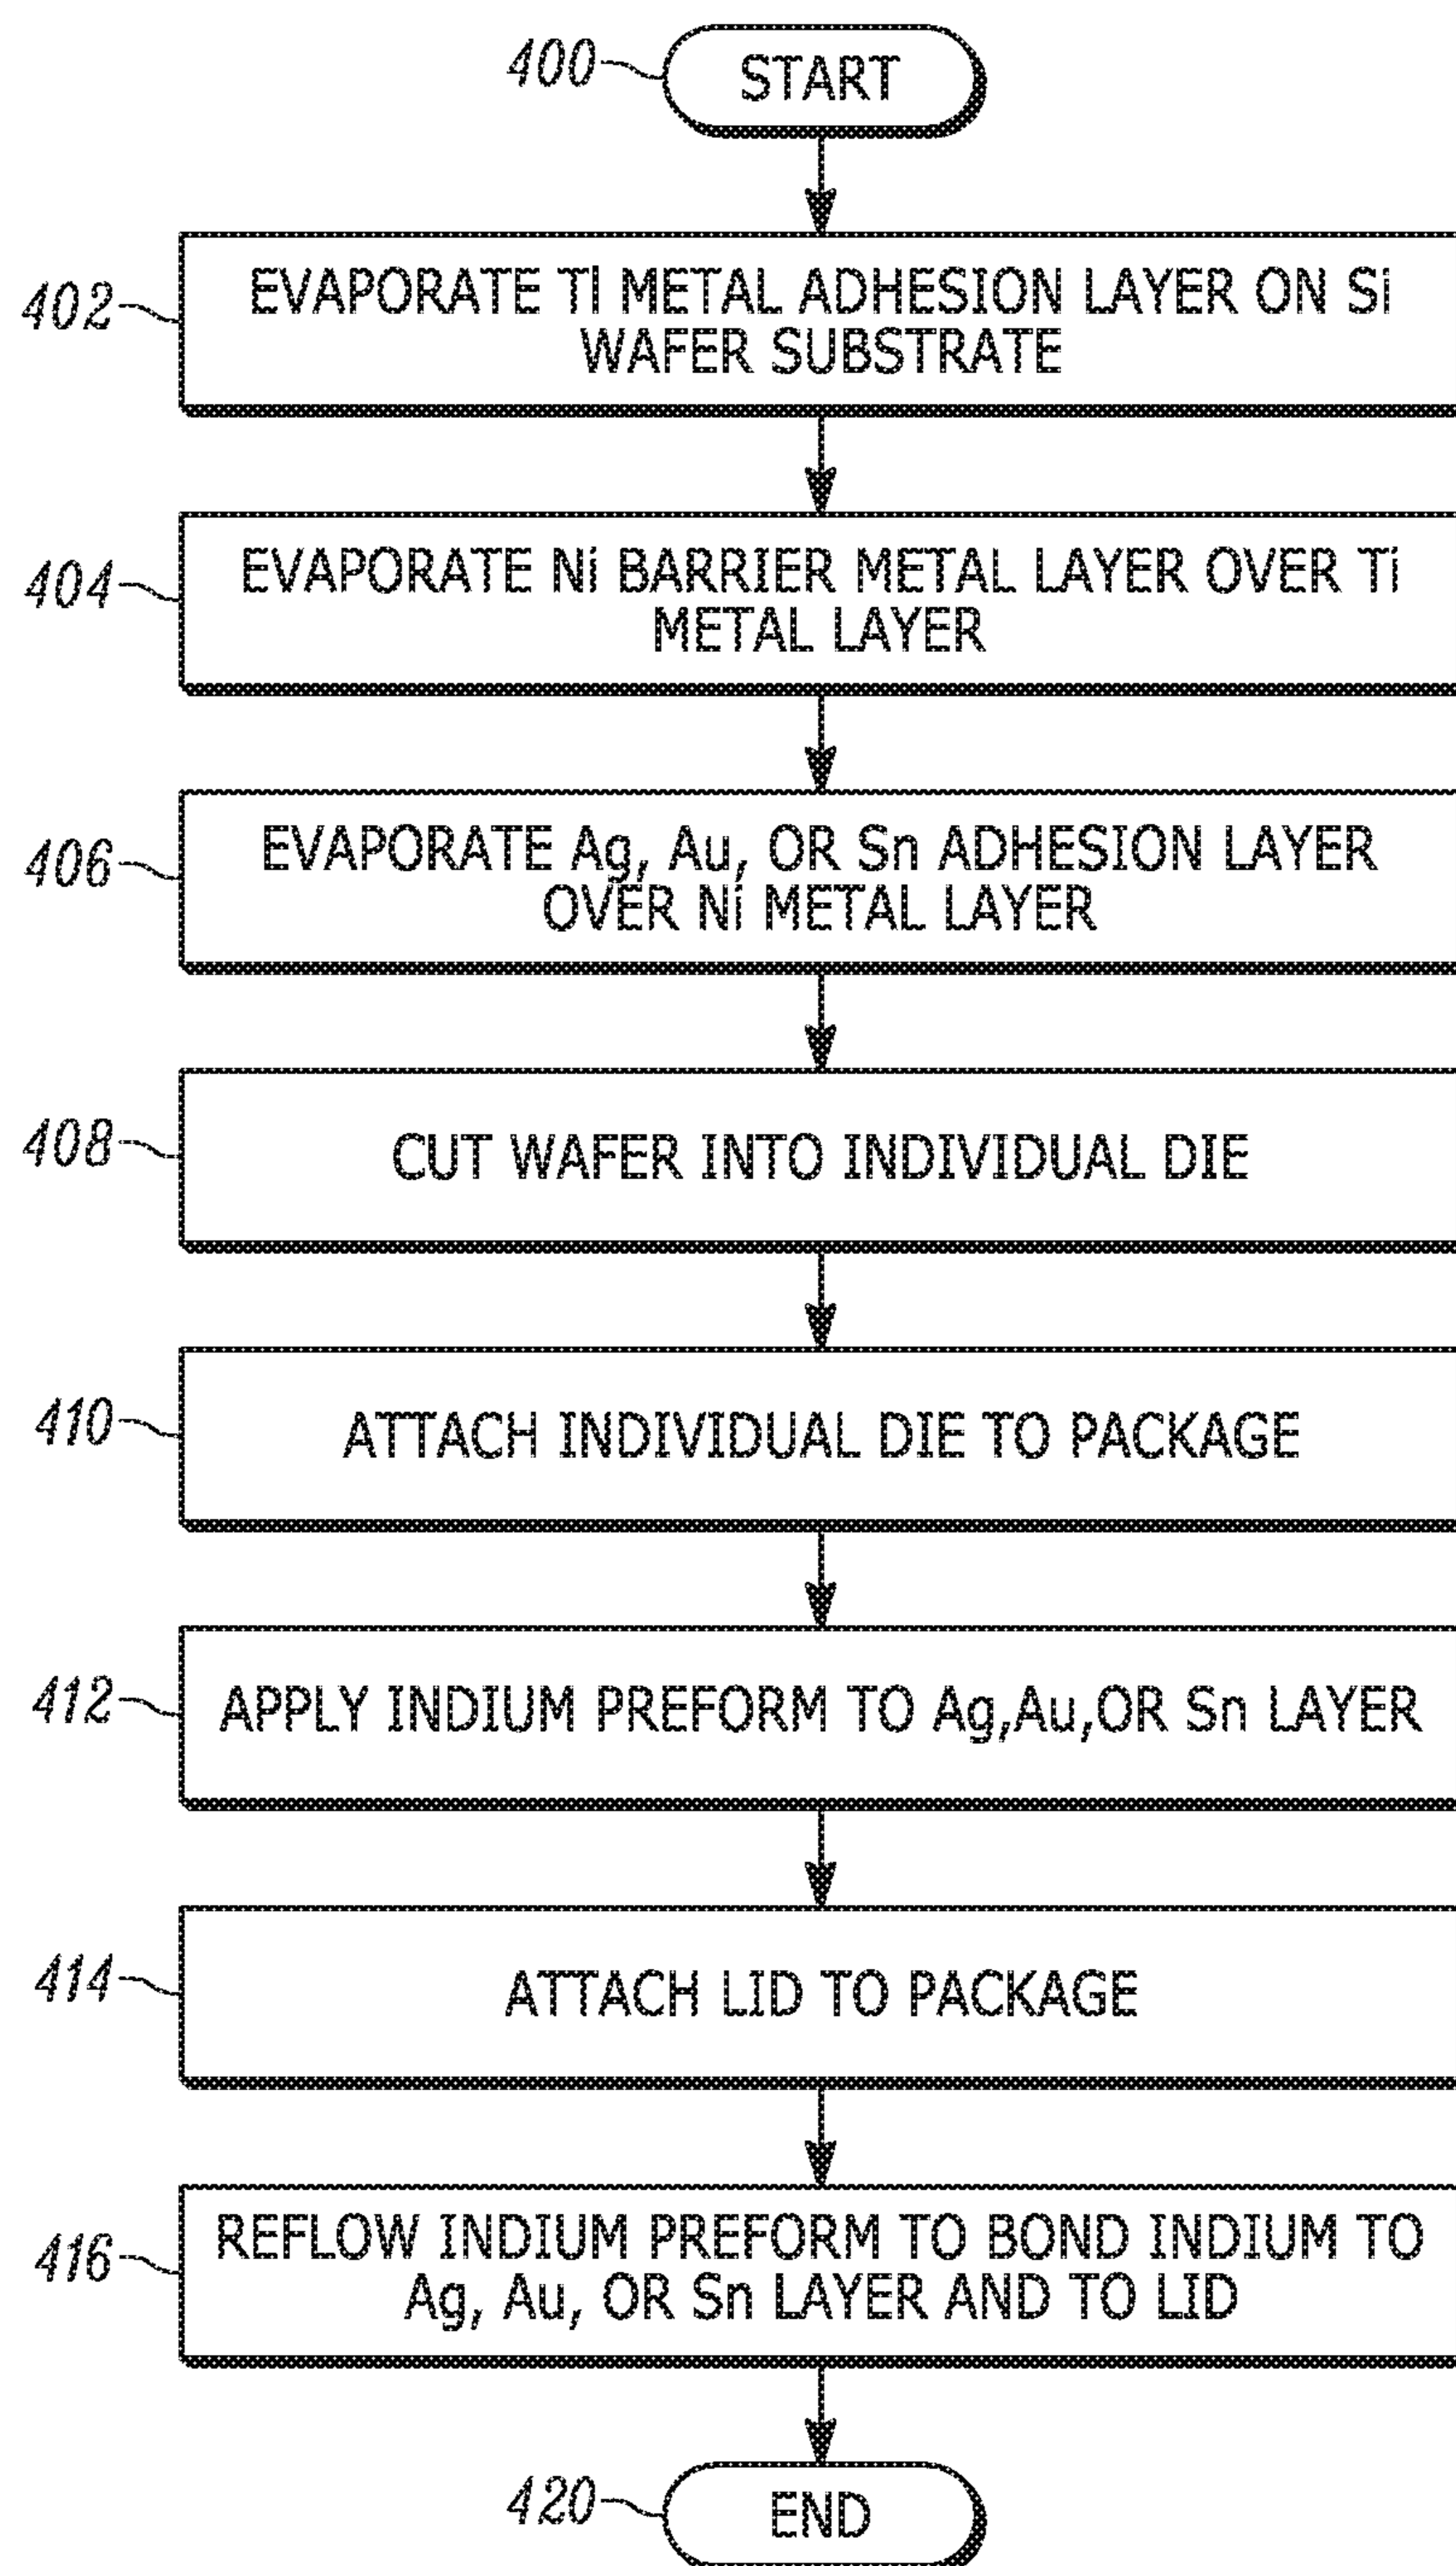 400 START
402 EVAPORATE Tl METAL ADHESION LAYER ON Si
WAFER SUBSTRATE
404 EVAPORATE Ni BARRIER METAL LAYER OVER Ti
METAL LAYER
406 EVAPORATE Ag, Au, OR Sn ADHESION LAYER
OVER Ni METAL LAYER
408 CUT WAFER INTO INDIVIDUAL DIE
410 ATTACH INDIVIDUAL DIE TO PACKAGE
412 APPLY INDIUM PREFORM TO Ag,Au,OR Sn LAYER
414 ATTACH LID TO PACKAGE
416 REFLOW INDIUM PREFORM TO BOND INDIUM TO
Ag, Au, OR Sn LAYER AND TO LID
420 END